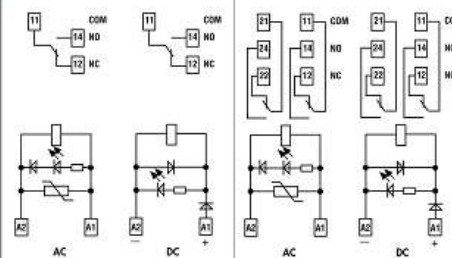 11 COM 11 COM 21 11 COM 21 11 CO
14 NO 14 NO 24 14 NO 24 14 N
12 NC 12 NC 22 12 NC 22 12 N
A2 A1 A2 A1 A2 A1 A2 A1
− + − +
AC DC AC DC